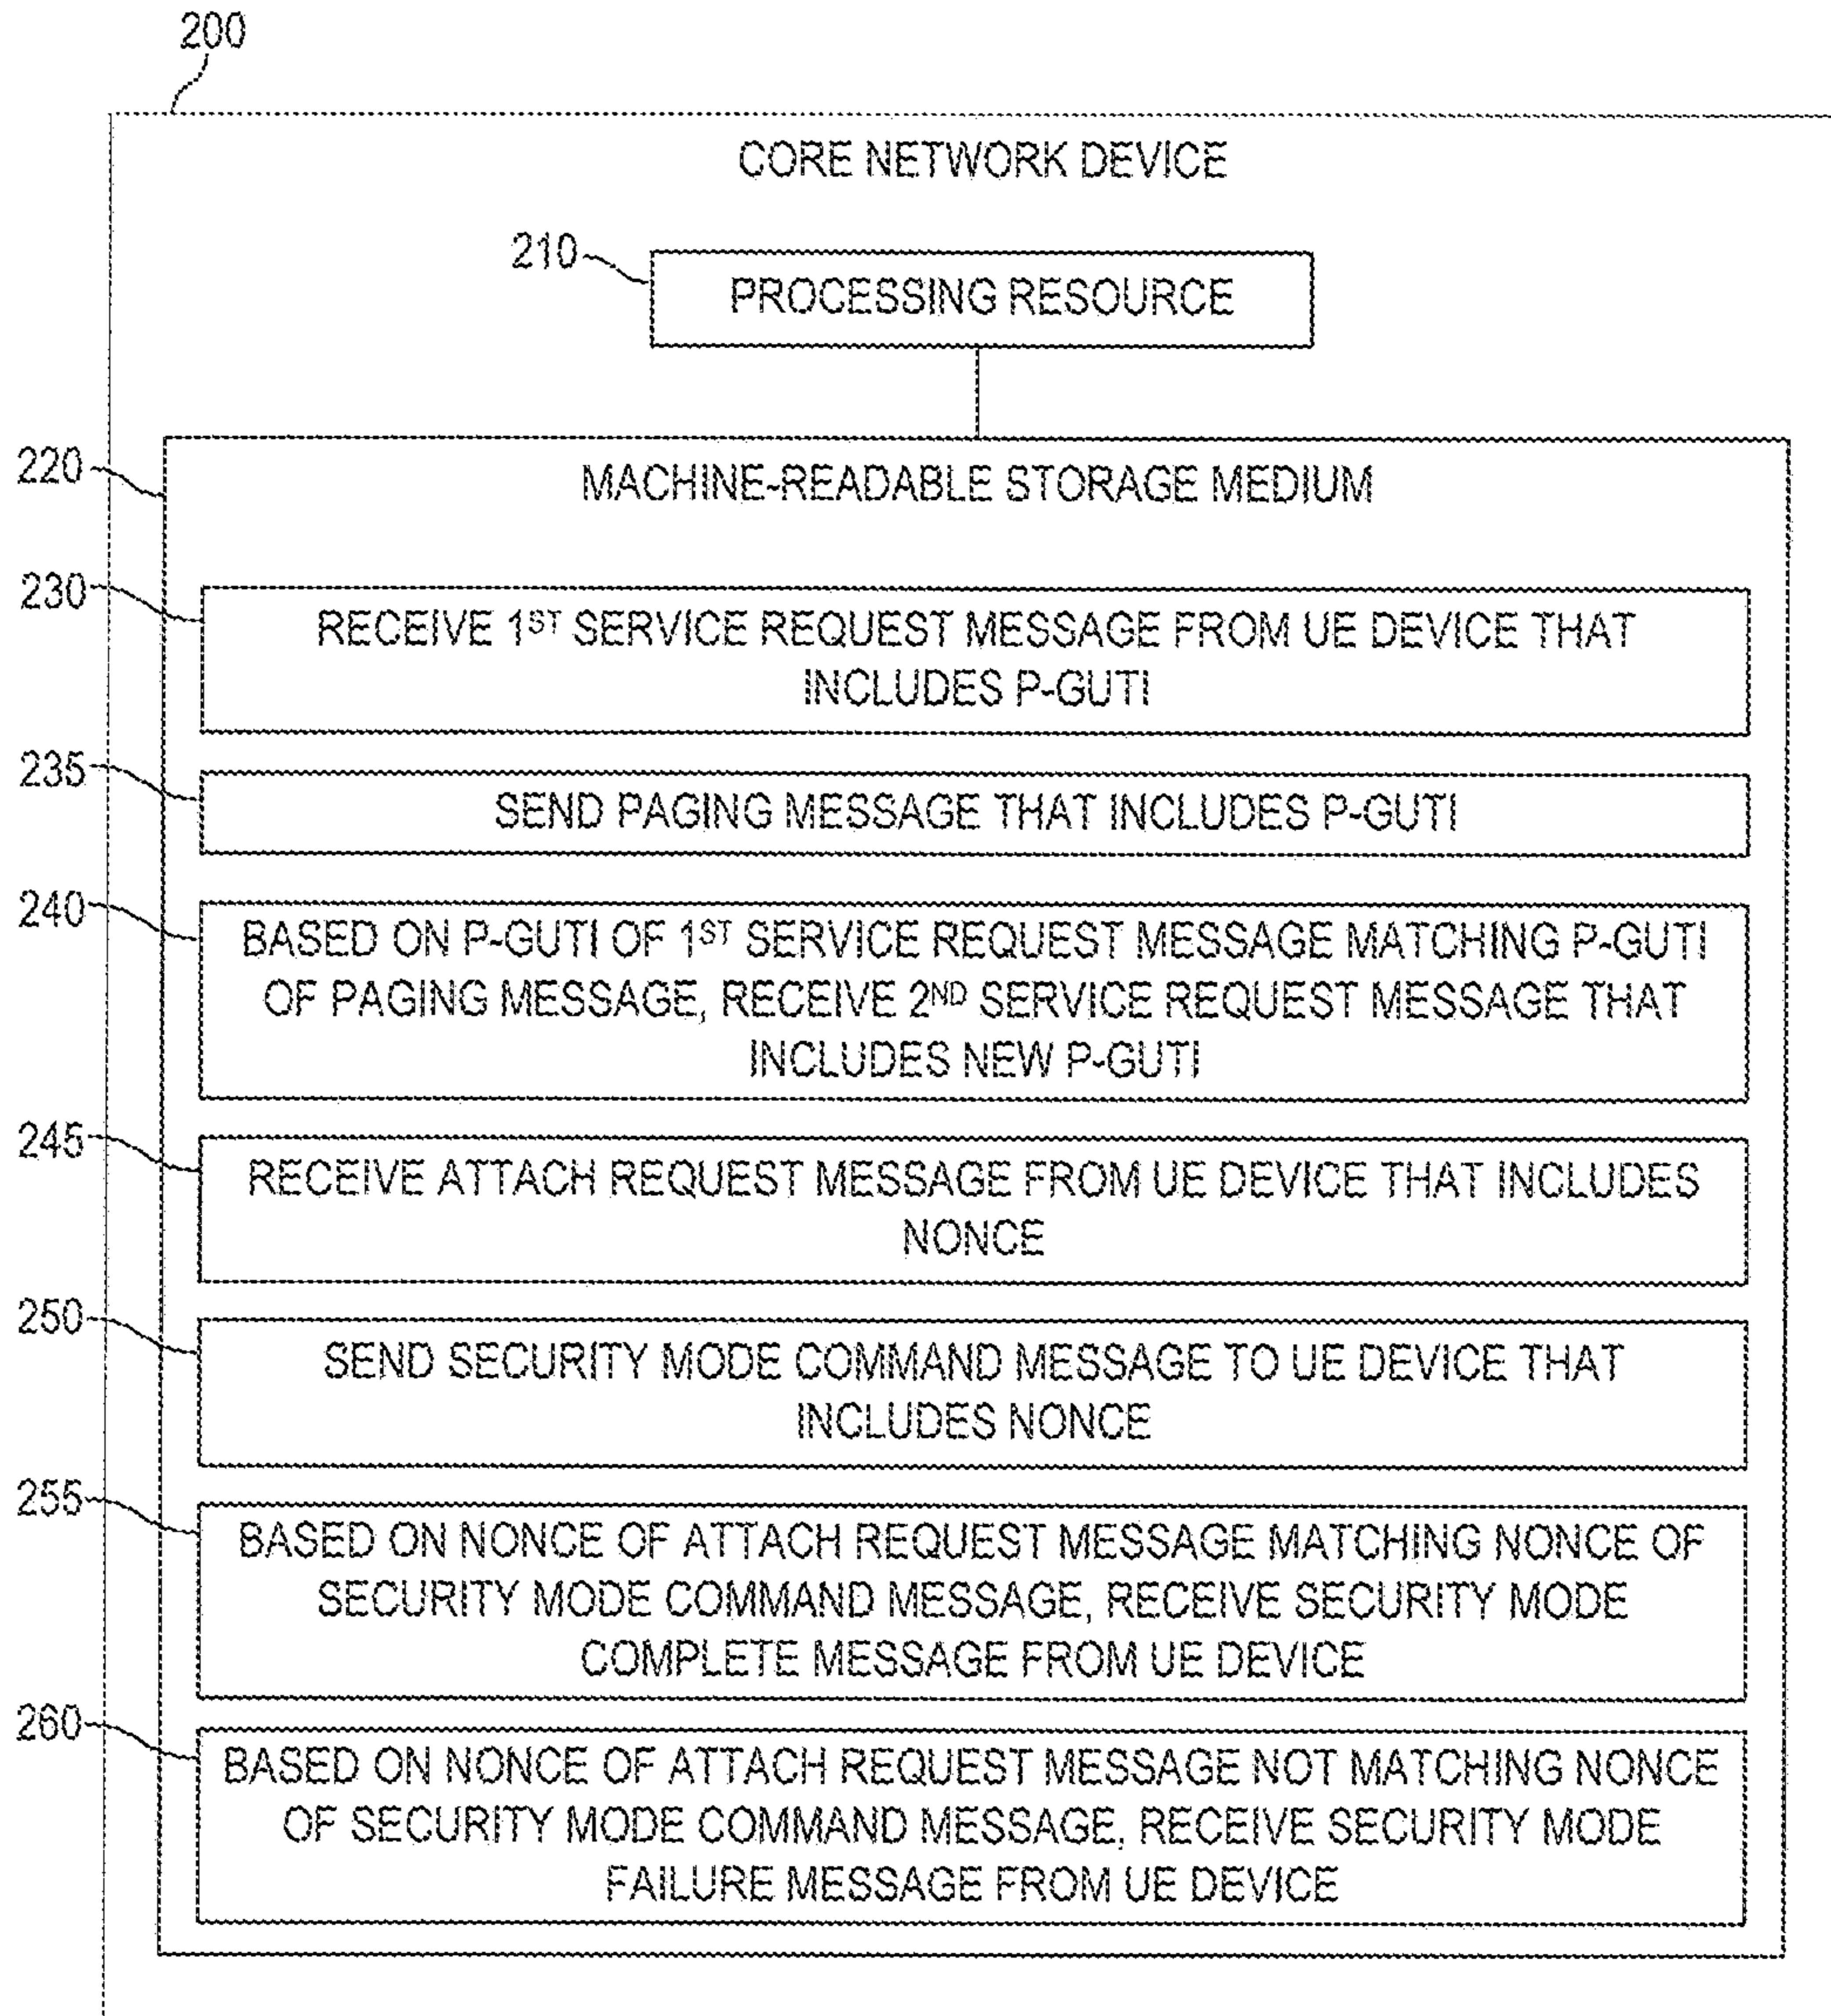 200
CORE NETWORK DEVICE
210
PROCESSING RESOURCE
220
MACHINE-READABLE STORAGE MEDIUM
230
RECEIVE 1ST SERVICE REQUEST MESSAGE FROM UE DEVICE THAT
INCLUDES P-GUTI
235
SEND PAGING MESSAGE THAT INCLUDES P-GUTI
240
BASED ON P-GUTI OF 1ST SERVICE REQUEST MESSAGE MATCHING P-GUTI
OF PAGING MESSAGE, RECEIVE 2ND SERVICE REQUEST MESSAGE THAT
INCLUDES NEW P-GUTI
245
RECEIVE ATTACH REQUEST MESSAGE FROM UE DEVICE THAT INCLUDES
NONCE
250
SEND SECURITY MODE COMMAND MESSAGE TO UE DEVICE THAT
INCLUDES NONCE
255
BASED ON NONCE OF ATTACH REQUEST MESSAGE MATCHING NONCE OF
SECURITY MODE COMMAND MESSAGE, RECEIVE SECURITY MODE
COMPLETE MESSAGE FROM UE DEVICE
260
BASED ON NONCE OF ATTACH REQUEST MESSAGE NOT MATCHING NONCE
OF SECURITY MODE COMMAND MESSAGE, RECEIVE SECURITY MODE
FAILURE MESSAGE FROM UE DEVICE